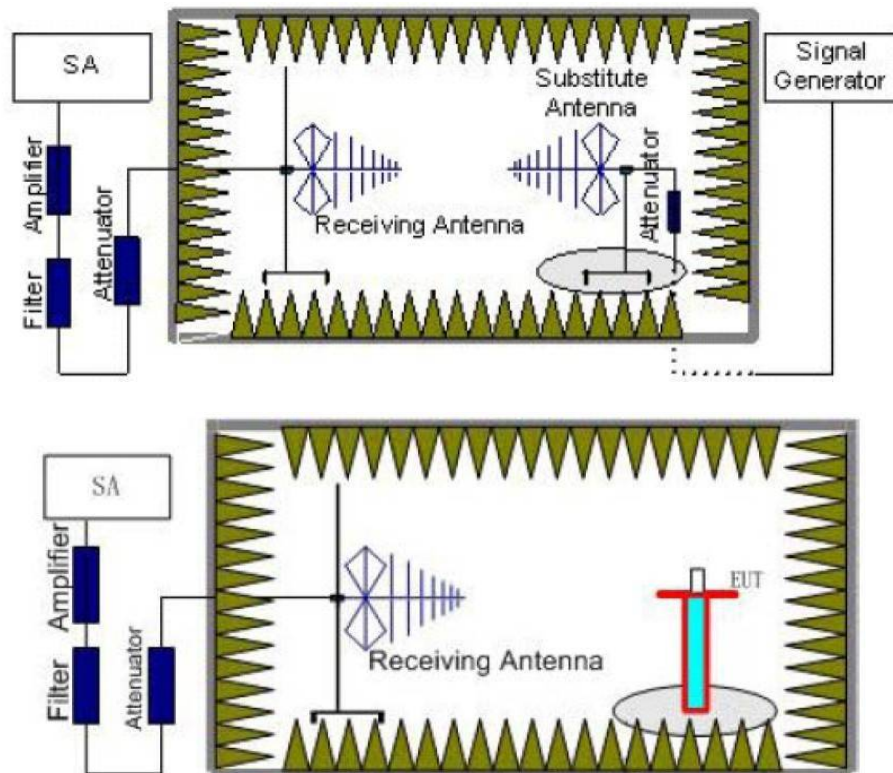 SA
Signal
Generator
Substitute
Antenna
Amplifier
Attenuator
Receiving Antenna
Attenuator
Filter
SA
Amplifier
EUT
Attenuator
Receiving Antenna
Filter